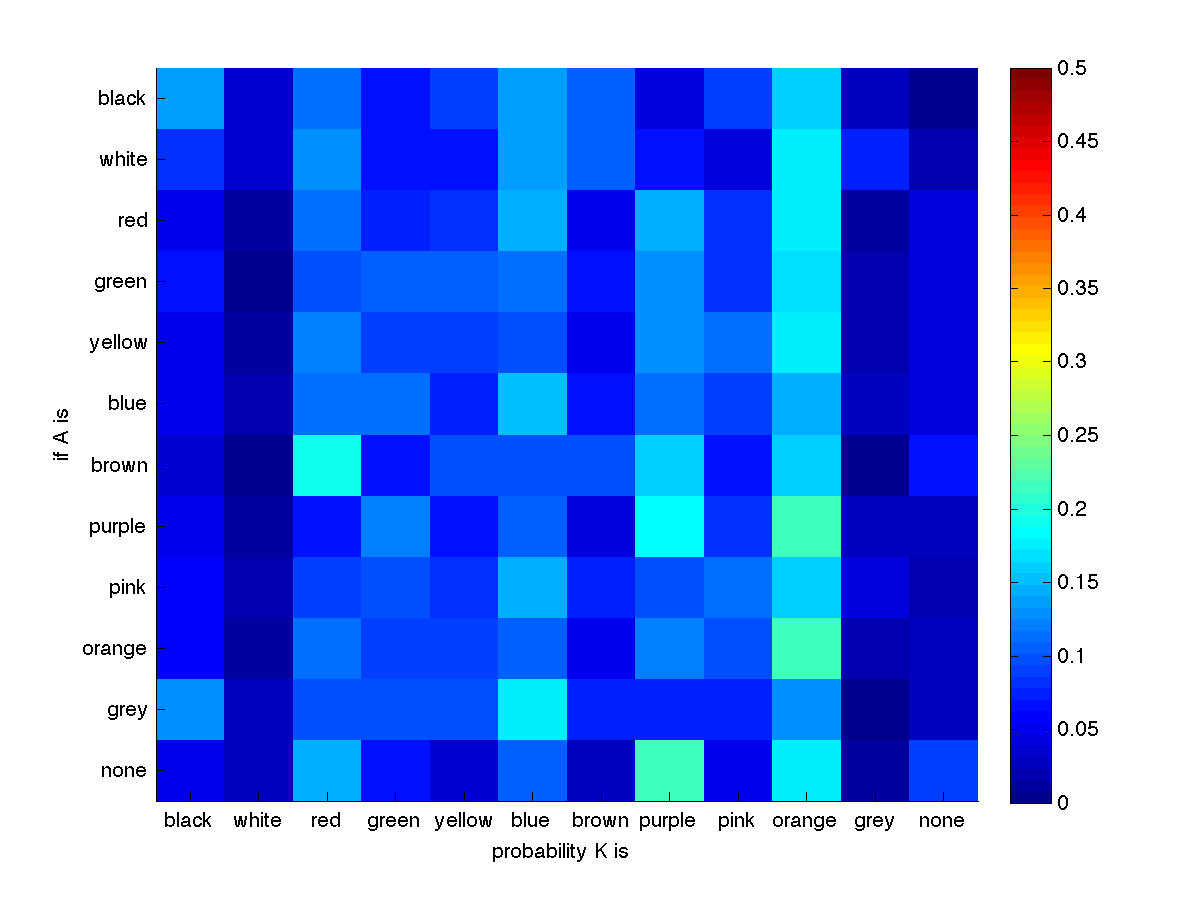 black
white
red
green
yellow
blue
brown
purple
pink
orange
grey
none
if A is
black white red green yellow blue brown purple pink orange grey none
probability K is
0.5
0.45
0.4
0.35
0.3
0.25
0.2
0.15
0.1
0.05
0